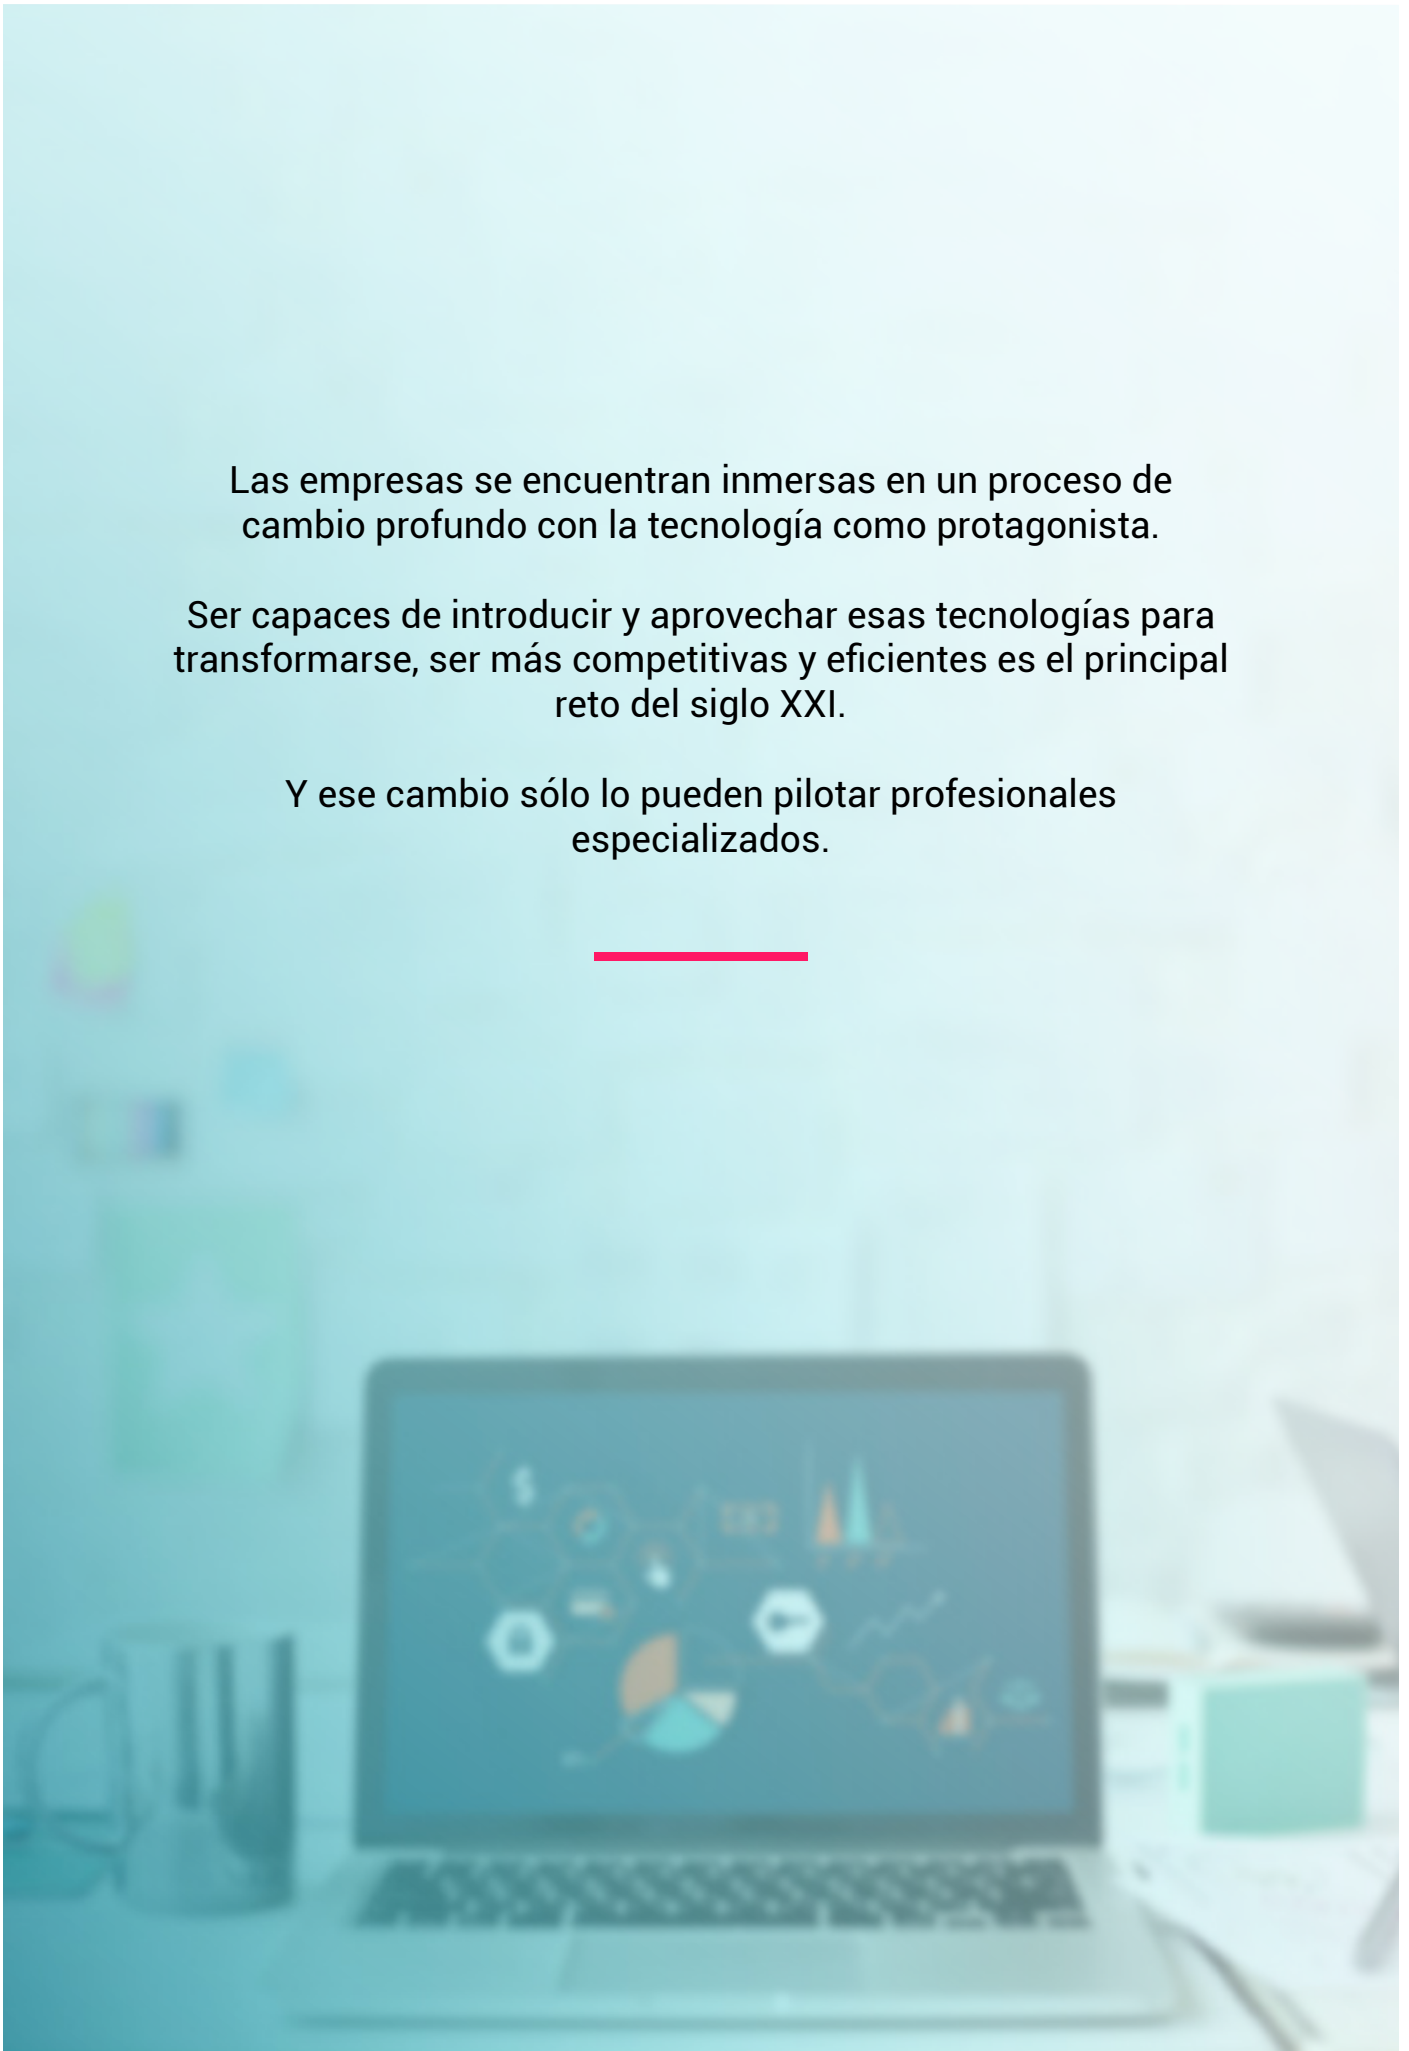 Las empresas se encuentran inmersas en un proceso de
cambio profundo con la tecnología como protagonista.
Ser capaces de introducir y aprovechar esas tecnologías para
transformarse, ser más competitivas y eficientes es el principal
reto del siglo XXI.
Y ese cambio sólo lo pueden pilotar profesionales
especializados.